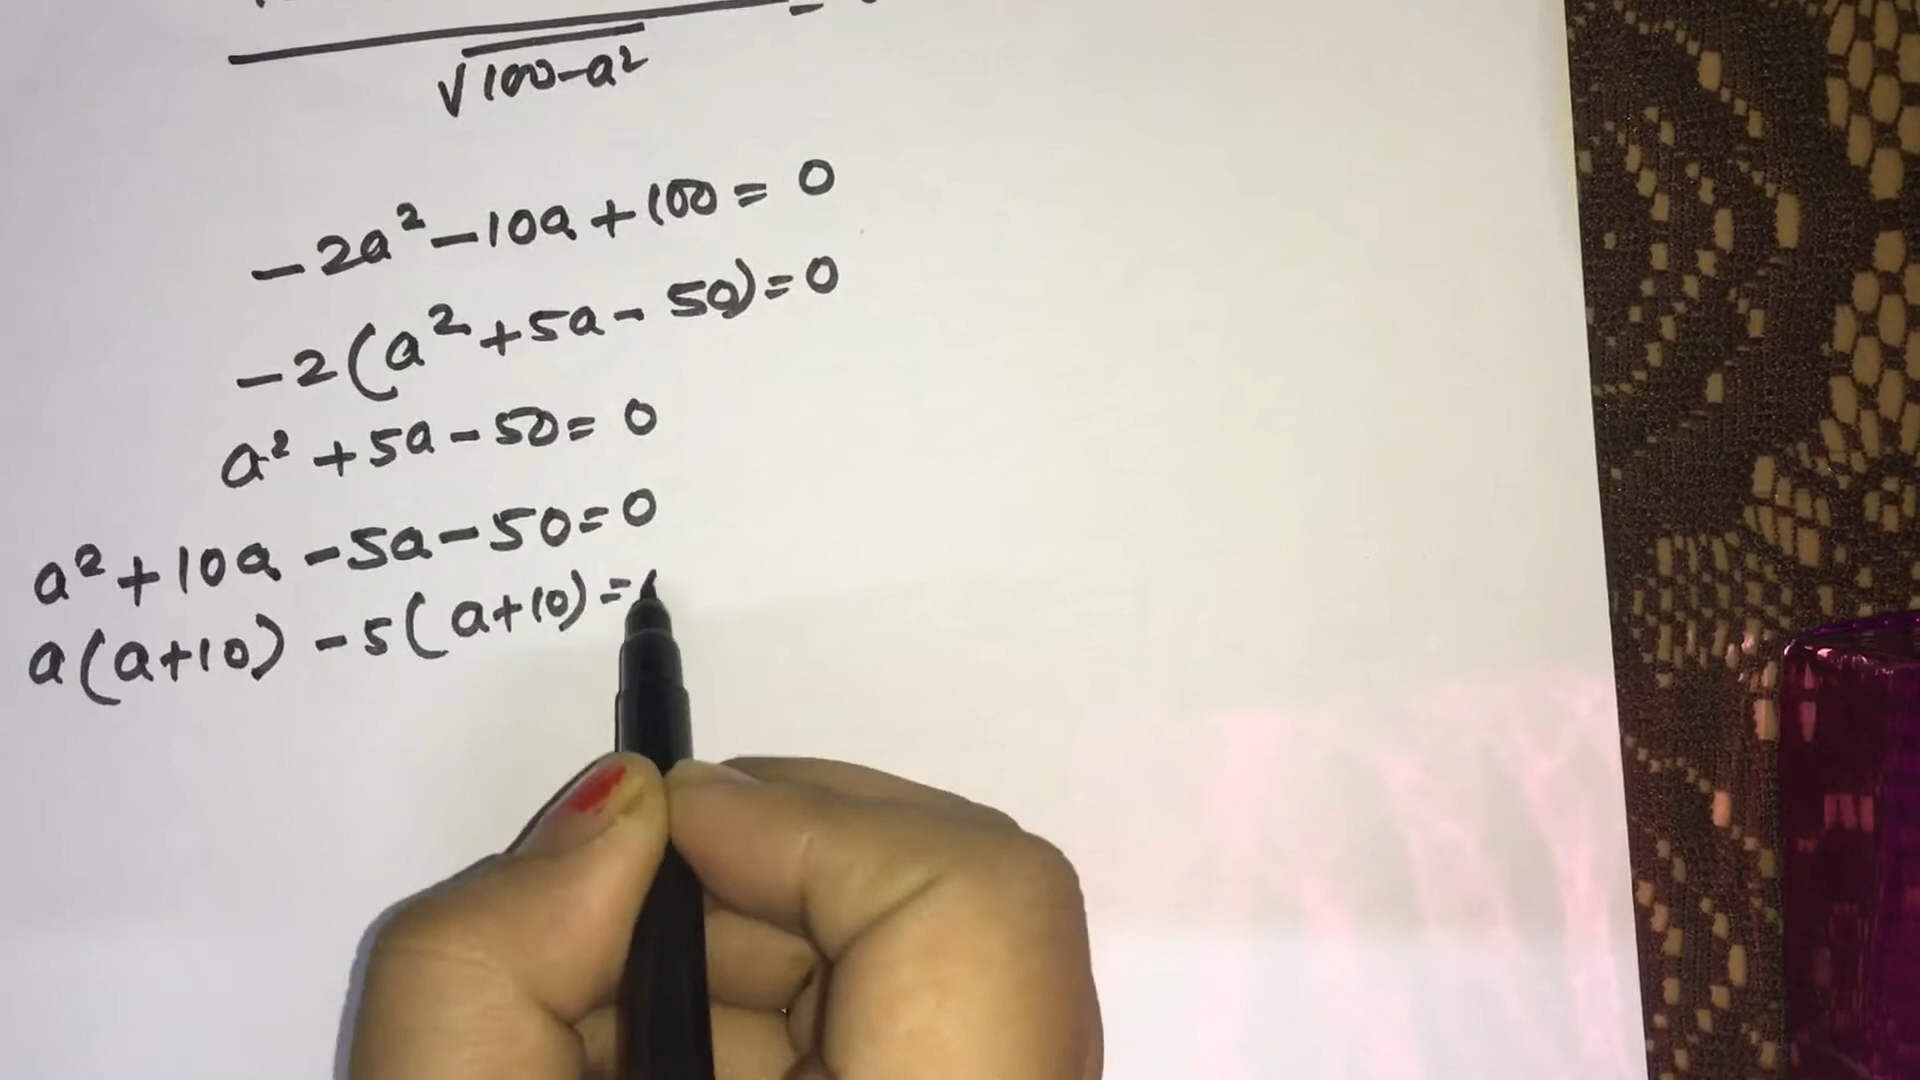 √100-a²
-2a²-10a+100=0
-2(a²+5a-50)=0
a²+5a-50=0
a²+10a-5a-50=0
a(a+10)-5(a+10)=